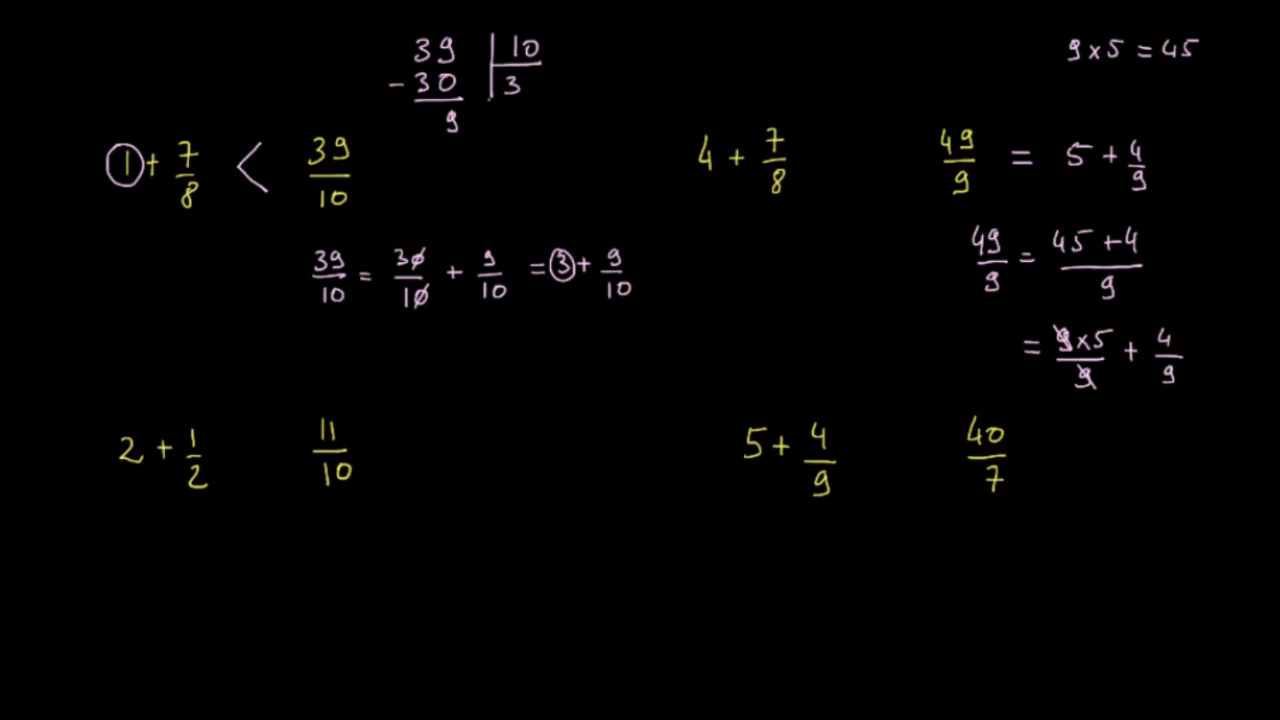 39 | 10
- 30 | 3
9
9 × 5 = 45
① + 7/8 < 39/10
4 + 7/8 49/9 = 5 + 4/9
39/10 = 30/10 + 9/10 = ③ + 9/10
49/9 = 45 + 4/9
= 9×5/9 + 4/9
2 + 1/2 11/10
5 + 4/9 40/7